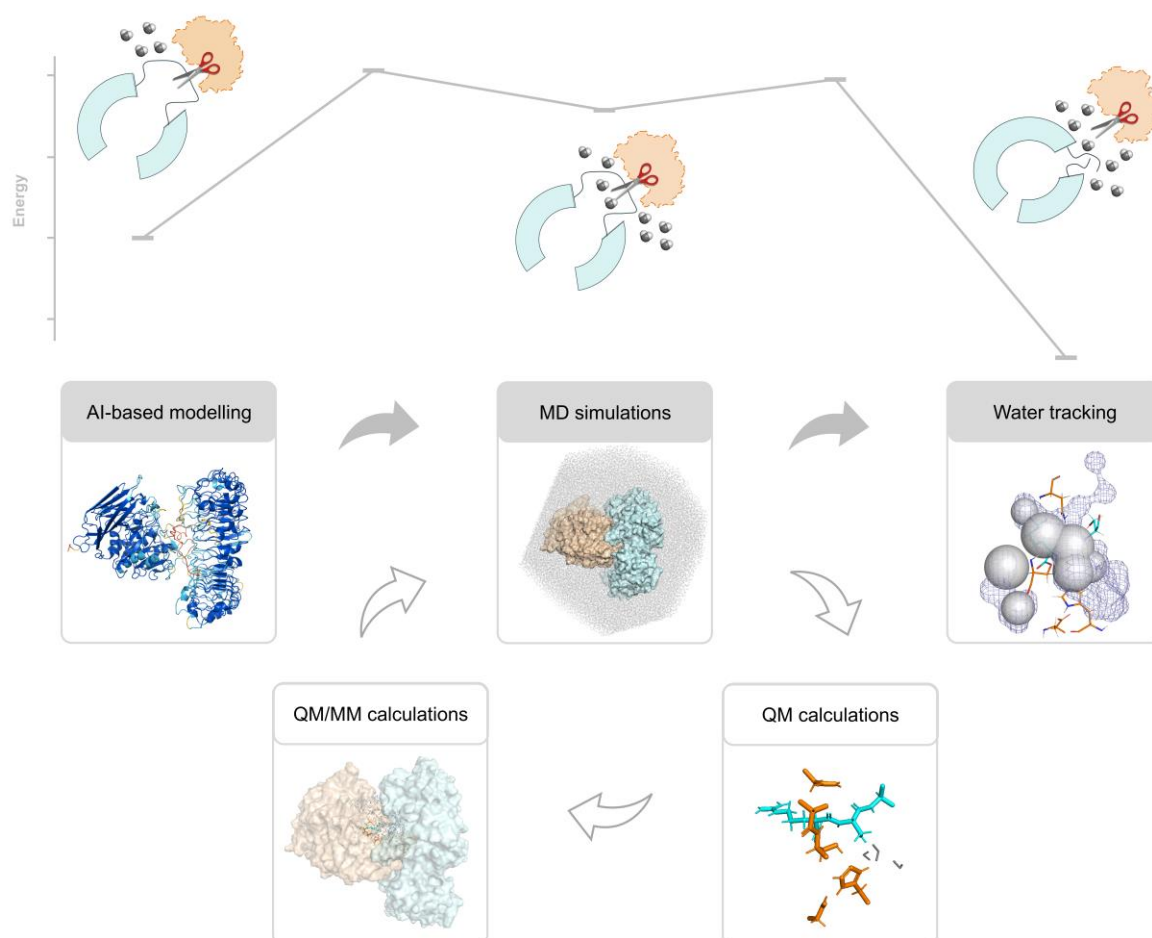 Energy
AI-based modelling
MD simulations
Water tracking
QM/MM calculations
QM calculations